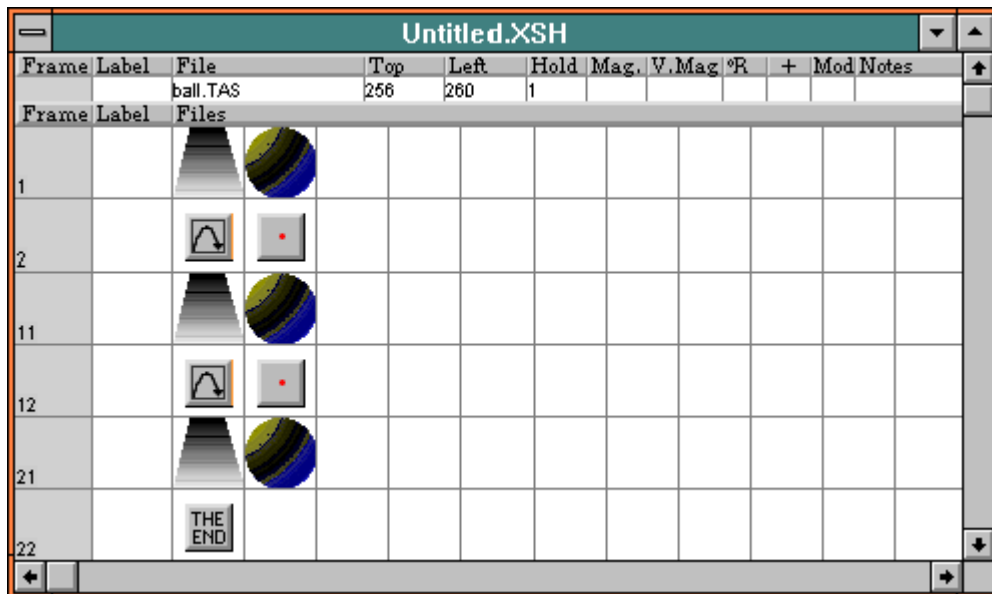 Untitled.XSH
Frame Label File Top Left Hold Mag. V.Mag °R + Mod Notes
ball.TAS 256 260 1
Frame Label Files
1
2
11
12
21
THE
END
22